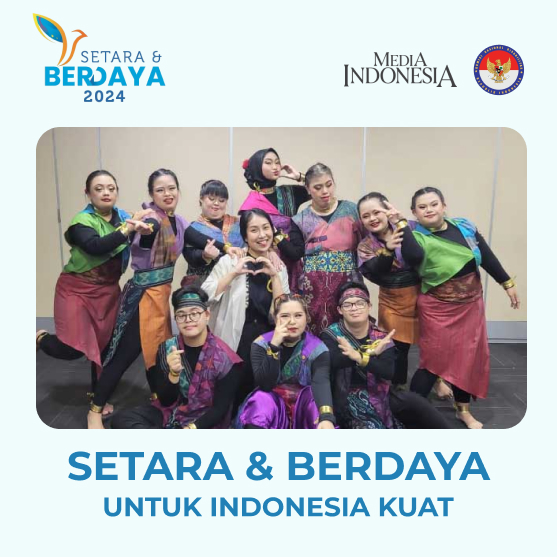 SETARA &
BERDAYA
2024
MEDIA
INDONESIA
SETARA & BERDAYA
UNTUK INDONESIA KUAT